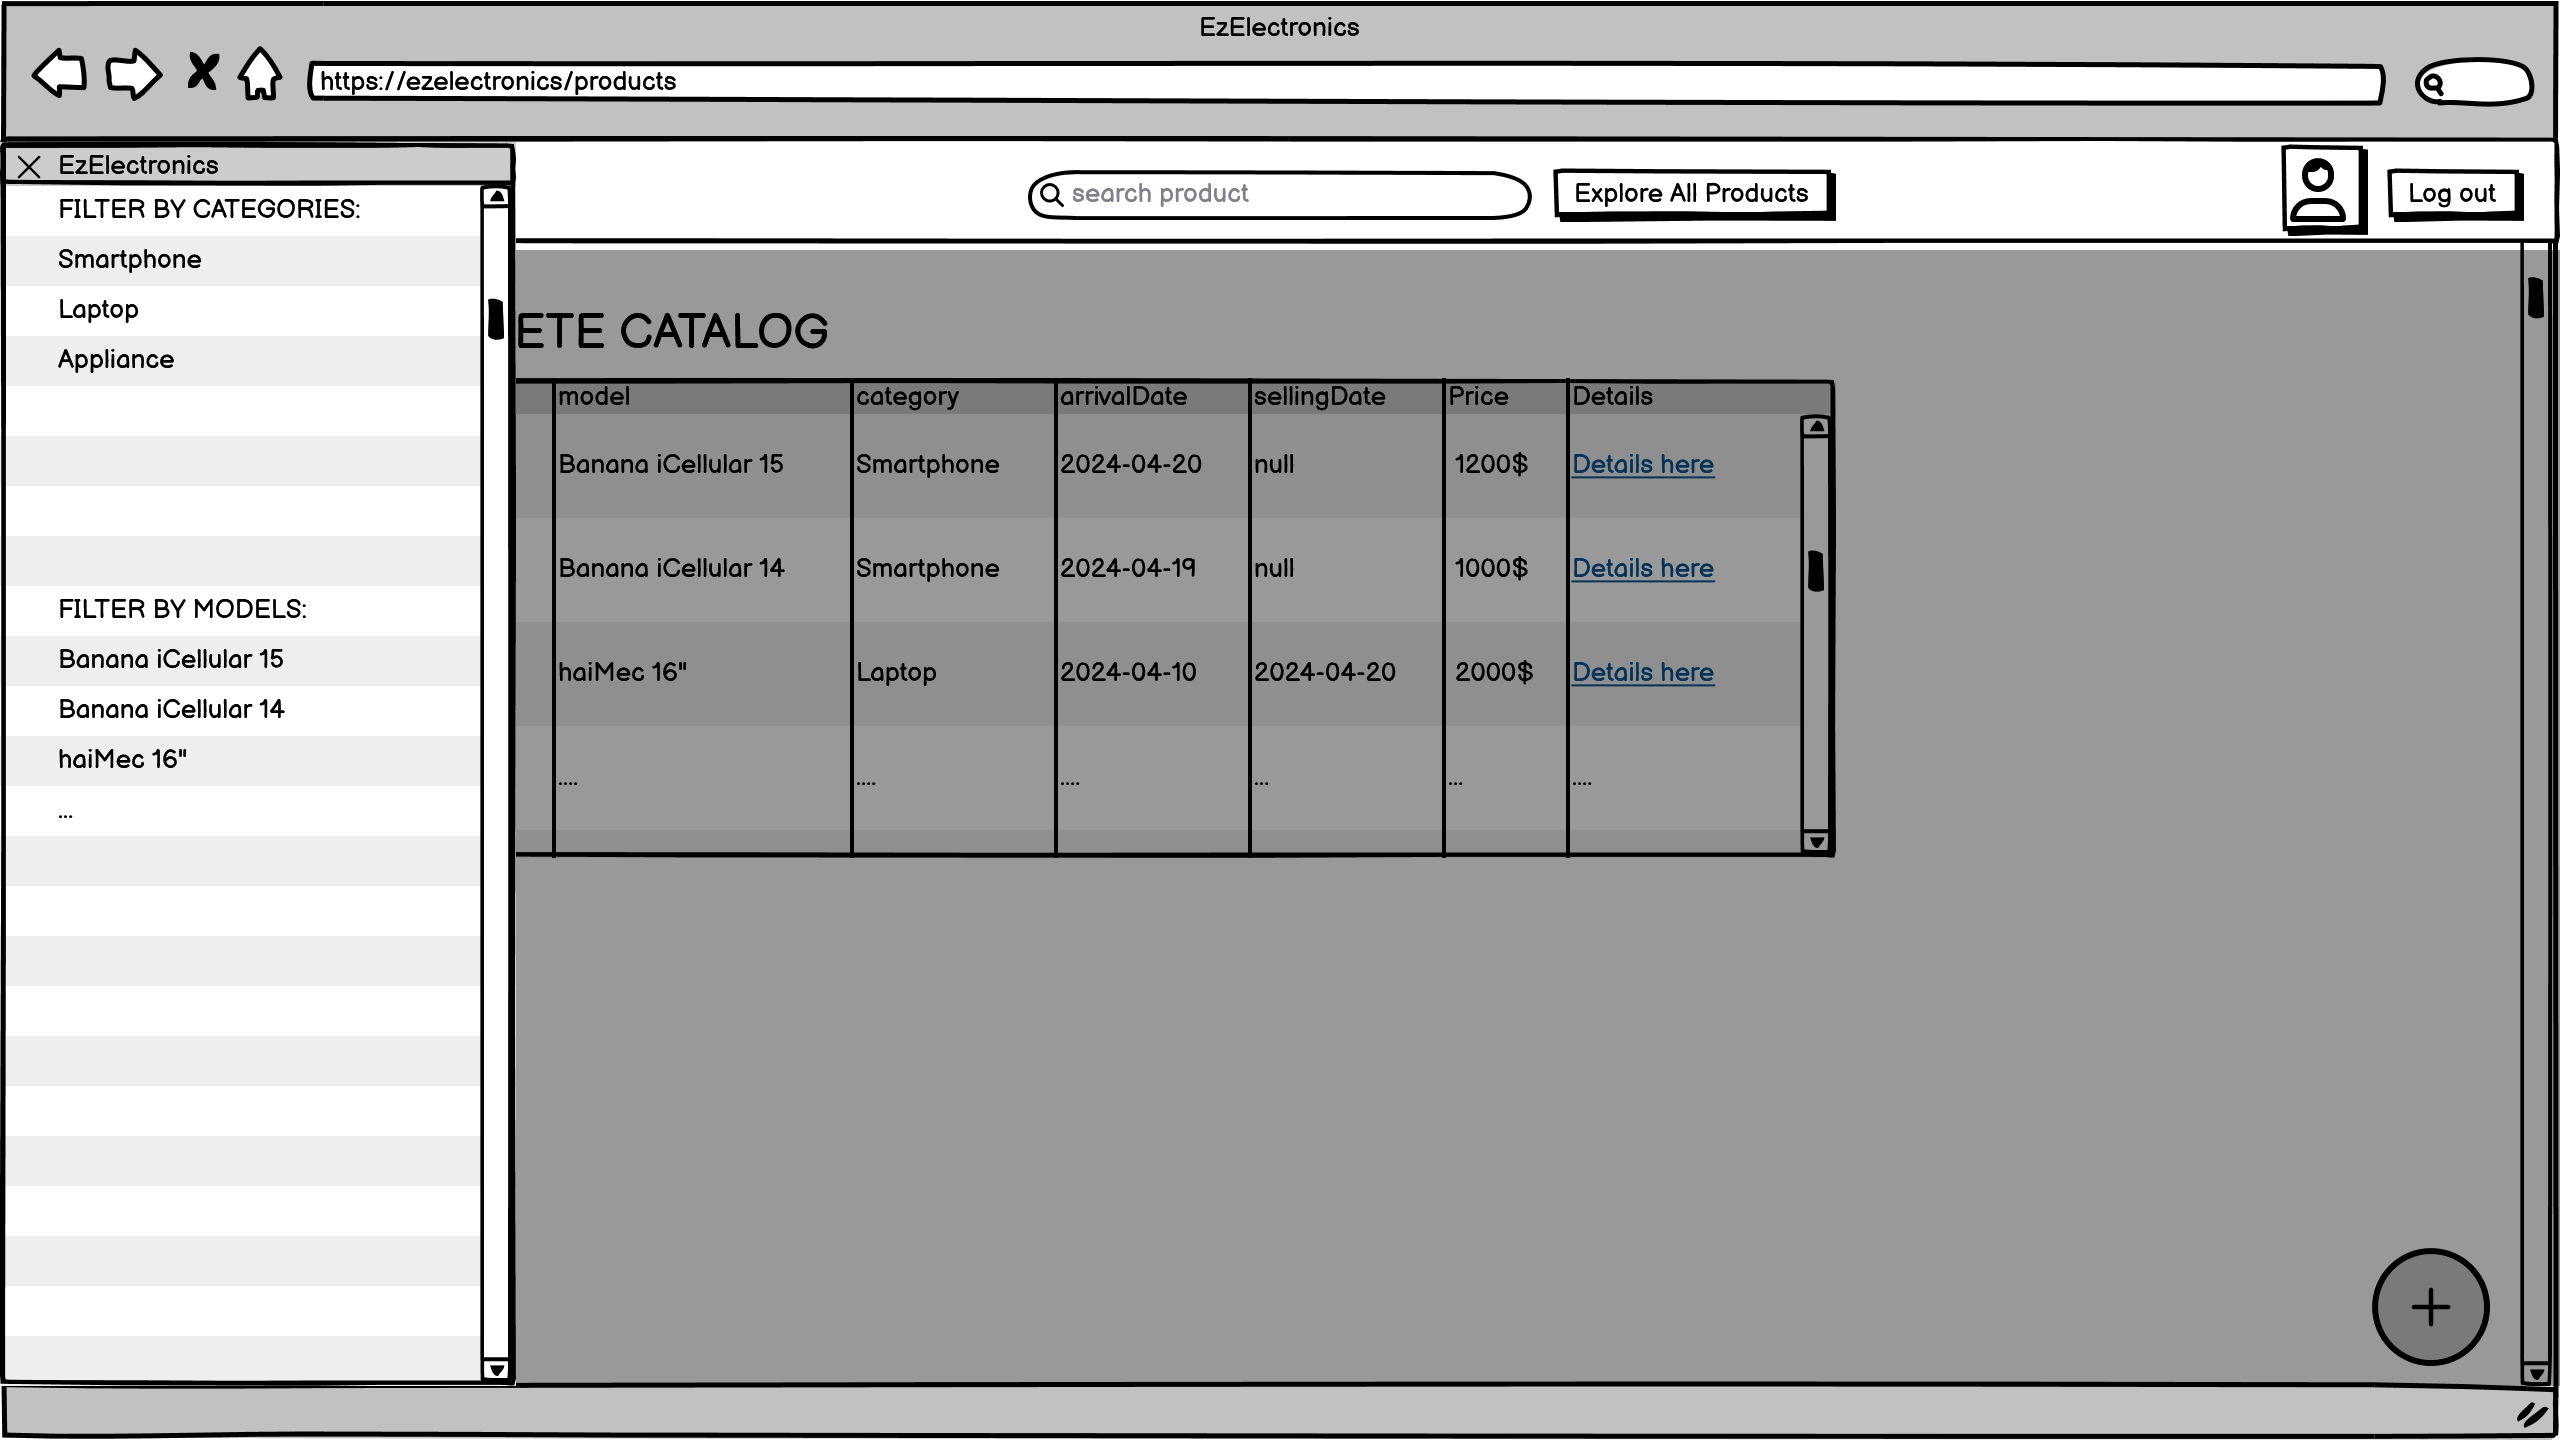 EzElectronics
https://ezelectronics/products
EzElectronics
search product
Explore All Products
Log out
FILTER BY CATEGORIES:
Smartphone
Laptop
Appliance
FILTER BY MODELS:
Banana iCellular 15
Banana iCellular 14
haiMec 16"
...
ETE CATALOG
model category arrivalDate sellingDate Price Details
Banana iCellular 15 Smartphone 2024-04-20 null 1200$ Details here
Banana iCellular 14 Smartphone 2024-04-19 null 1000$ Details here
haiMec 16" Laptop 2024-04-10 2024-04-20 2000$ Details here
.... .... .... ... ... ....